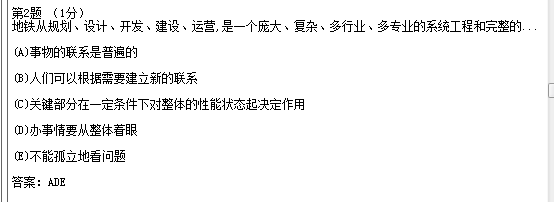 第2题 (1分)
地铁从规划、设计、开发、建设、运营,是一个庞大、复杂、多行业、多专业的系统工程和完整的...
(A)事物的联系是普遍的
(B)人们可以根据需要建立新的联系
(C)关键部分在一定条件下对整体的性能状态起决定作用
(D)办事情要从整体着眼
(E)不能孤立地看问题
答案: ADE